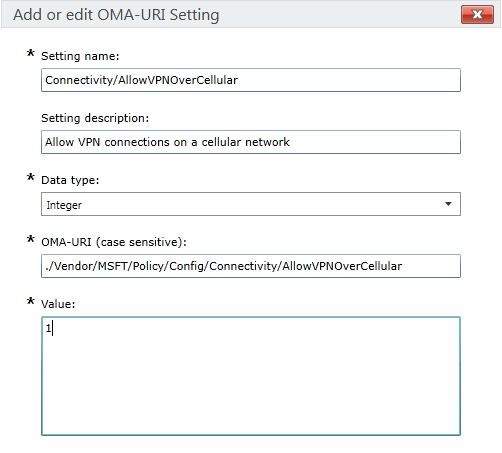 Add or edit OMA-URI Setting
* Setting name:
Connectivity/AllowVPNOverCellular
Setting description:
Allow VPN connections on a cellular network
* Data type:
Integer
* OMA-URI (case sensitive):
./Vendor/MSFT/Policy/Config/Connectivity/AllowVPNOverCellular
* Value:
1